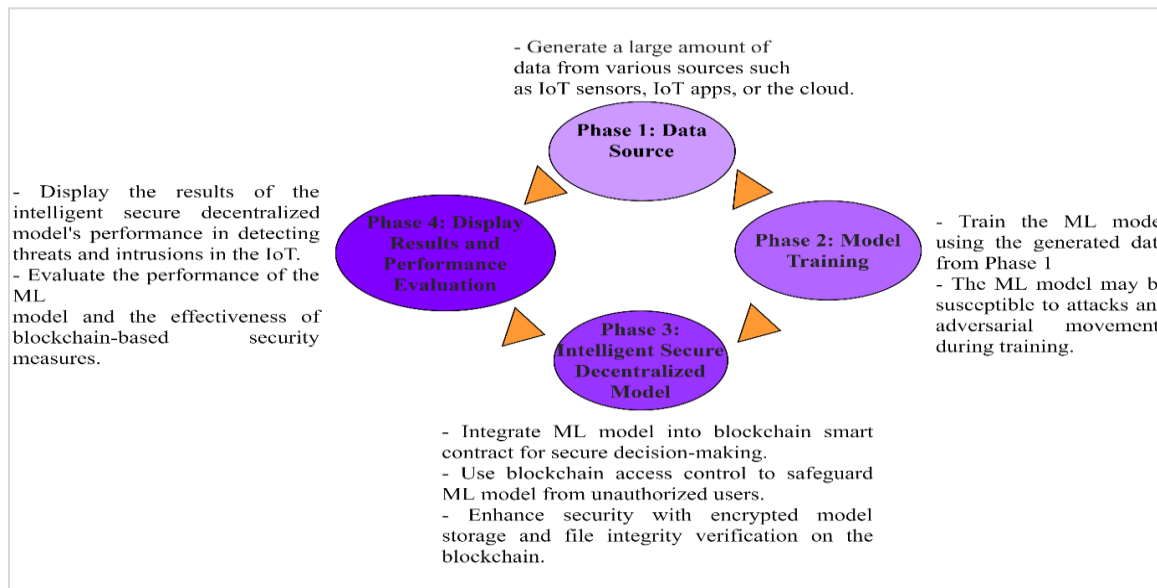 - Generate a large amount of
data from various sources such
as IoT sensors, IoT apps, or the cloud.
Phase 1: Data
Source
- Display the results of the
intelligent secure decentralized
model's performance in detecting
threats and intrusions in the IoT.
- Evaluate the performance of the
ML
model and the effectiveness of
blockchain-based security
measures.
Phase 4: Display
Results and
Performance
Evaluation
Phase 2: Model
Training
- Train the ML mode
using the generated dat
from Phase 1
- The ML model may b
susceptible to attacks an
adversarial movement
during training.
Phase 3:
Intelligent Secure
Decentralized
Model
- Integrate ML model into blockchain smart
contract for secure decision-making.
- Use blockchain access control to safeguard
ML model from unauthorized users.
- Enhance security with encrypted model
storage and file integrity verification on the
blockchain.